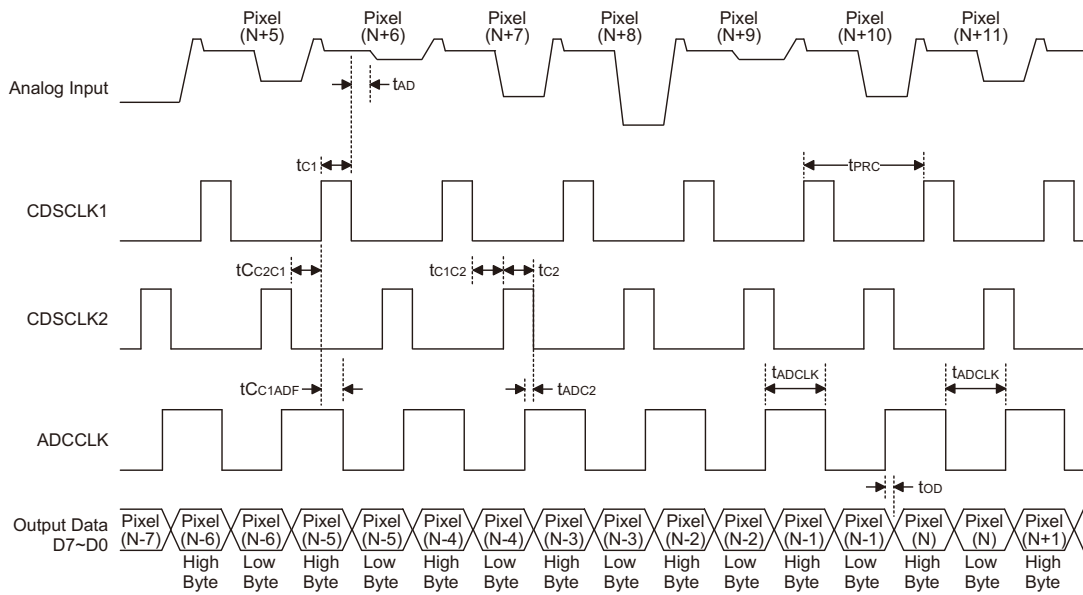 Pixel Pixel Pixel Pixel Pixel Pixel Pixel
(N+5) (N+6) (N+7) (N+8) (N+9) (N+10) (N+11)
Analog Input
tAD
tC1
tPRC
CDSCLK1
tCC2C1
tC1C2
tC2
CDSCLK2
tCC1ADF
tADC2
tADCLK
tADCLK
ADCCLK
tOD
Output Data
D7~D0
Pixel Pixel Pixel Pixel Pixel Pixel Pixel Pixel Pixel Pixel Pixel Pixel Pixel Pixel Pixel Pixel
(N-7) (N-6) (N-6) (N-5) (N-5) (N-4) (N-4) (N-3) (N-3) (N-2) (N-2) (N-1) (N-1) (N) (N) (N+1)
High Low High Low High Low High Low High Low High Low High Low High
Byte Byte Byte Byte Byte Byte Byte Byte Byte Byte Byte Byte Byte Byte Byte